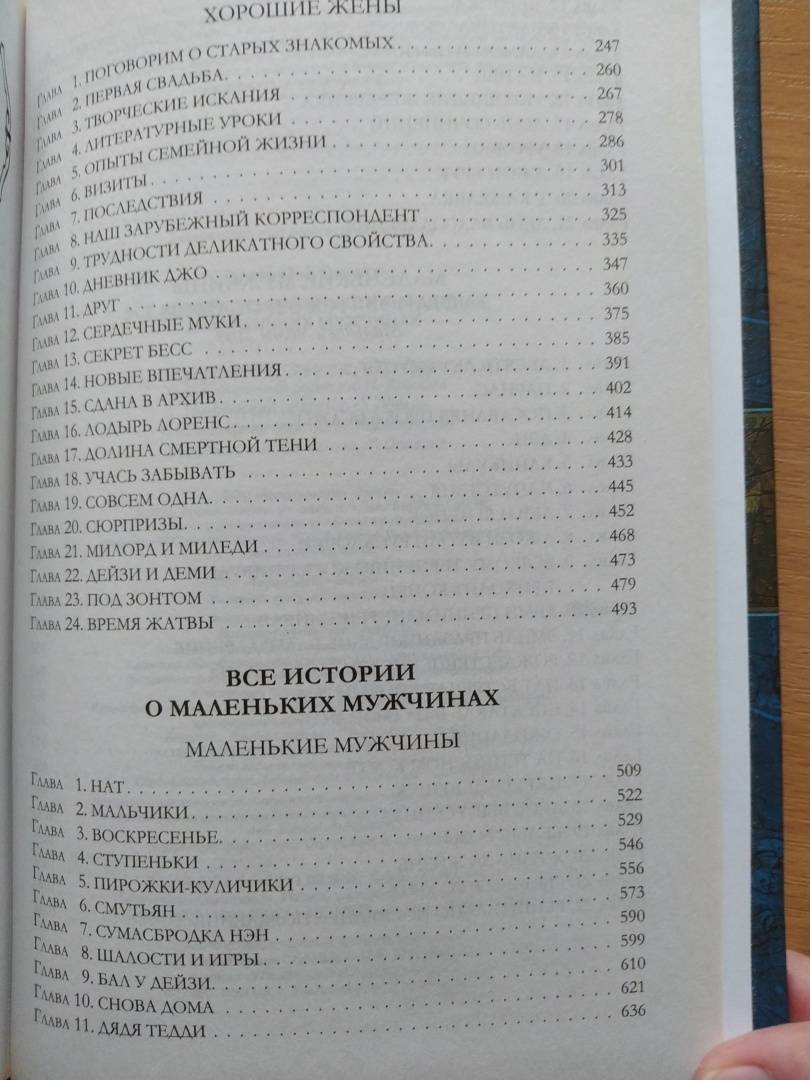 ХОРОШИЕ ЖЕНЫ
Глава 1. ПОГОВОРИМ О СТАРЫХ ЗНАКОМЫХ . . . . . . . . . . . . 247
Глава 2. ПЕРВАЯ СВАДЬБА. . . . . . . . . . . . 260
Глава 3. ТВОРЧЕСКИЕ ИСКАНИЯ . . . . . . . . . . . . 267
Глава 4. ЛИТЕРАТУРНЫЕ УРОКИ . . . . . . . . . . . . 278
Глава 5. ОПЫТЫ СЕМЕЙНОЙ ЖИЗНИ . . . . . . . . . . . . 286
Глава 6. ВИЗИТЫ. . . . . . . . . . . . 301
Глава 7. ПОСЛЕДСТВИЯ . . . . . . . . . . . . 313
Глава 8. НАШ ЗАРУБЕЖНЫЙ КОРРЕСПОНДЕНТ . . . . . . . . . . . . 325
Глава 9. ТРУДНОСТИ ДЕЛИКАТНОГО СВОЙСТВА. . . . . . . . . . . . 335
Глава 10. ДНЕВНИК ДЖО . . . . . . . . . . . . 347
Глава 11. ДРУГ . . . . . . . . . . . . 360
Глава 12. СЕРДЕЧНЫЕ МУКИ. . . . . . . . . . . . 375
Глава 13. СЕКРЕТ БЕСС . . . . . . . . . . . . 385
Глава 14. НОВЫЕ ВПЕЧАТЛЕНИЯ. . . . . . . . . . . . 391
Глава 15. СДАНА В АРХИВ. . . . . . . . . . . . 402
Глава 16. ЛОДЫРЬ ЛОРЕНС. . . . . . . . . . . . 414
Глава 17. ДОЛИНА СМЕРТНОЙ ТЕНИ . . . . . . . . . . . . 428
Глава 18. УЧАСЬ ЗАБЫВАТЬ . . . . . . . . . . . . 433
Глава 19. СОВСЕМ ОДНА. . . . . . . . . . . . 445
Глава 20. СЮРПРИЗЫ. . . . . . . . . . . . 452
Глава 21. МИЛОРД И МИЛЕДИ . . . . . . . . . . . . 468
Глава 22. ДЕЙЗИ И ДЕМИ . . . . . . . . . . . . 473
Глава 23. ПОД ЗОНТОМ . . . . . . . . . . . . 479
Глава 24. ВРЕМЯ ЖАТВЫ . . . . . . . . . . . . 493
ВСЕ ИСТОРИИ
О МАЛЕНЬКИХ МУЖЧИНАХ
МАЛЕНЬКИЕ МУЖЧИНЫ
Глава 1. НАТ. . . . . . . . . . . . 509
Глава 2. МАЛЬЧИКИ. . . . . . . . . . . . 522
Глава 3. ВОСКРЕСЕНЬЕ. . . . . . . . . . . . 529
Глава 4. СТУПЕНЬКИ . . . . . . . . . . . . 546
Глава 5. ПИРОЖКИ-КУЛИЧИКИ . . . . . . . . . . . . 556
Глава 6. СМУТЬЯН . . . . . . . . . . . . 573
Глава 7. СУМАСБРОДКА НЭН . . . . . . . . . . . . 590
Глава 8. ШАЛОСТИ И ИГРЫ. . . . . . . . . . . . 599
Глава 9. БАЛ У ДЕЙЗИ. . . . . . . . . . . . 610
Глава 10. СНОВА ДОМА . . . . . . . . . . . . 621
Глава 11. ДЯДЯ ТЕДДИ . . . . . . . . . . . . 636